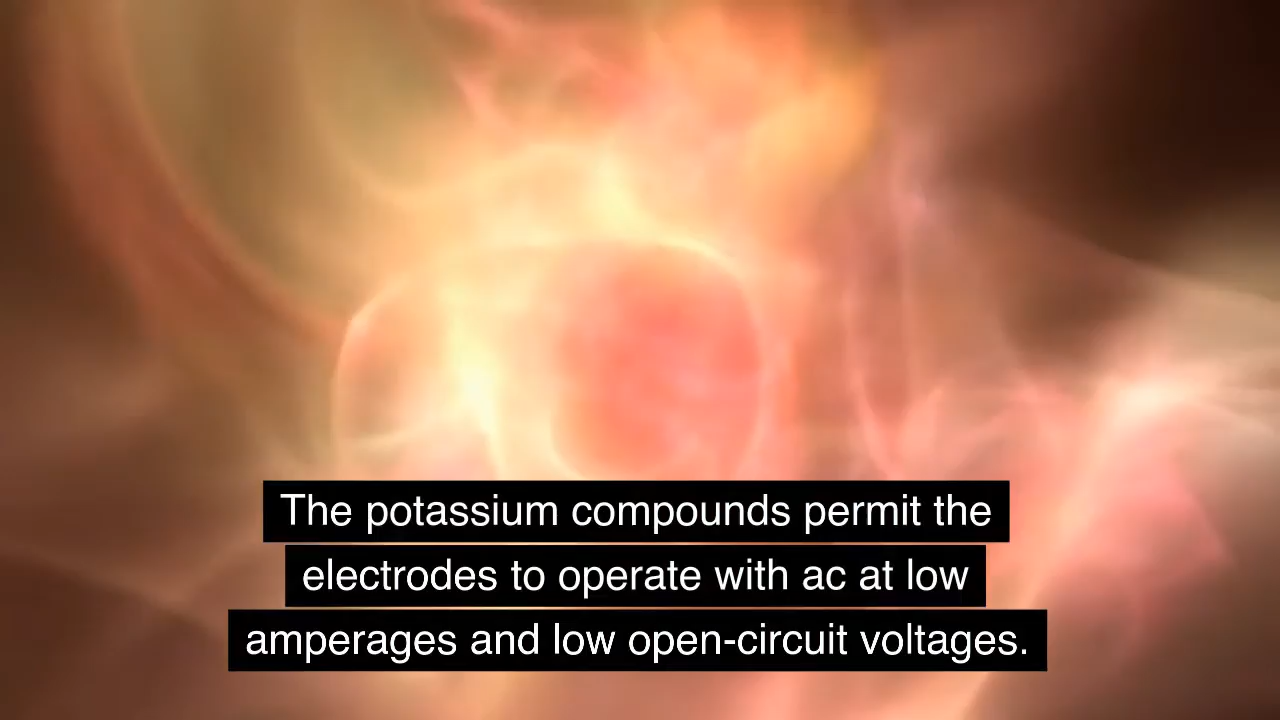 The potassium compounds permit the
electrodes to operate with ac at low
amperages and low open-circuit voltages.